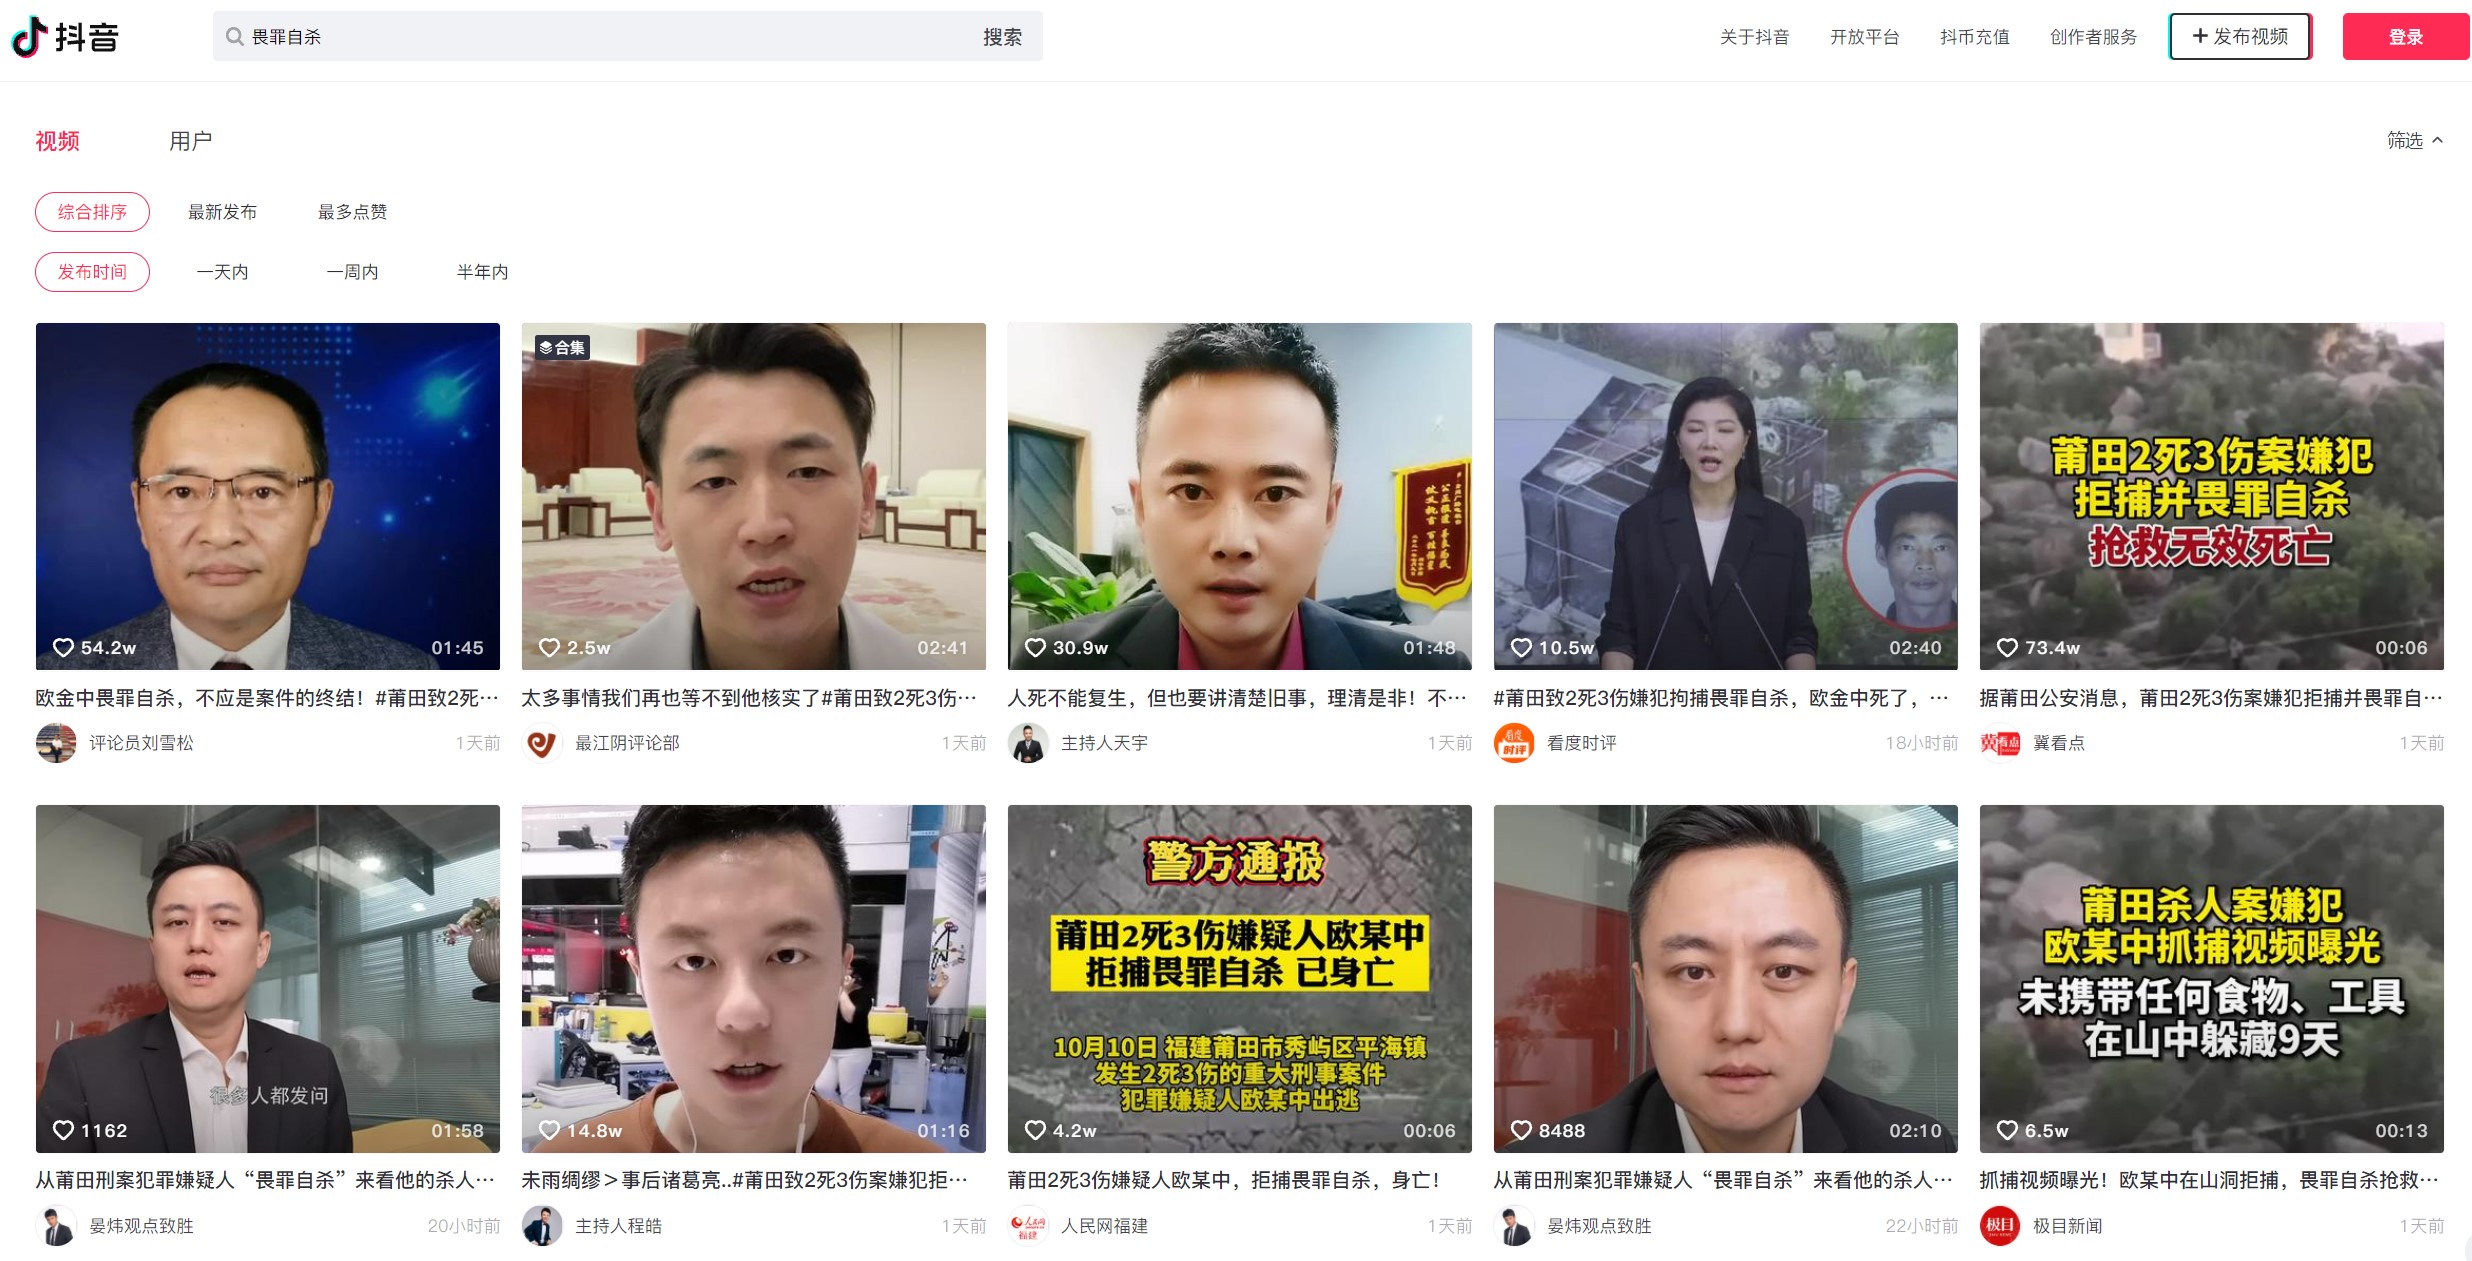 抖音
畏罪自杀
搜索
关于抖音
开放平台
抖币充值
创作者服务
+ 发布视频
登录
视频
用户
筛选
综合排序
最新发布
最多点赞
发布时间
一天内
一周内
半年内
54.2w
01:45
合集
2.5w
02:41
30.9w
01:48
10.5w
02:40
莆田2死3伤案嫌犯
拒捕并畏罪自杀
抢救无效死亡
73.4w
00:06
欧金中畏罪自杀，不应是案件的终结！#莆田致2死…
评论员刘雪松
1天前
太多事情我们再也等不到他核实了#莆田致2死3伤…
最江阴评论部
1天前
人死不能复生，但也要讲清楚旧事，理清是非！不…
主持人天宇
1天前
#莆田致2死3伤嫌犯拘捕畏罪自杀，欧金中死了，…
看度时评
看度时评
18小时前
据莆田公安消息，莆田2死3伤案嫌犯拒捕并畏罪自…
冀看点
冀看点
1天前
很多人都发问
1162
01:58
14.8w
01:16
警方通报
莆田2死3伤嫌疑人欧某中
拒捕畏罪自杀 已身亡
10月10日 福建莆田市秀屿区平海镇
发生2死3伤的重大刑事案件
犯罪嫌疑人欧某中出逃
4.2w
00:06
8488
02:10
莆田杀人案嫌犯
欧某中抓捕视频曝光
未携带任何食物、工具
在山中躲藏9天
6.5w
00:13
从莆田刑案犯罪嫌疑人“畏罪自杀”来看他的杀人…
晏炜观点致胜
20小时前
未雨绸缪＞事后诸葛亮..#莆田致2死3伤案嫌犯拒…
主持人程皓
1天前
莆田2死3伤嫌疑人欧某中，拒捕畏罪自杀，身亡！
人民网
福建
人民网福建
1天前
从莆田刑案犯罪嫌疑人“畏罪自杀”来看他的杀人…
晏炜观点致胜
22小时前
抓捕视频曝光！欧某中在山洞拒捕，畏罪自杀抢救…
极目
极目新闻
1天前